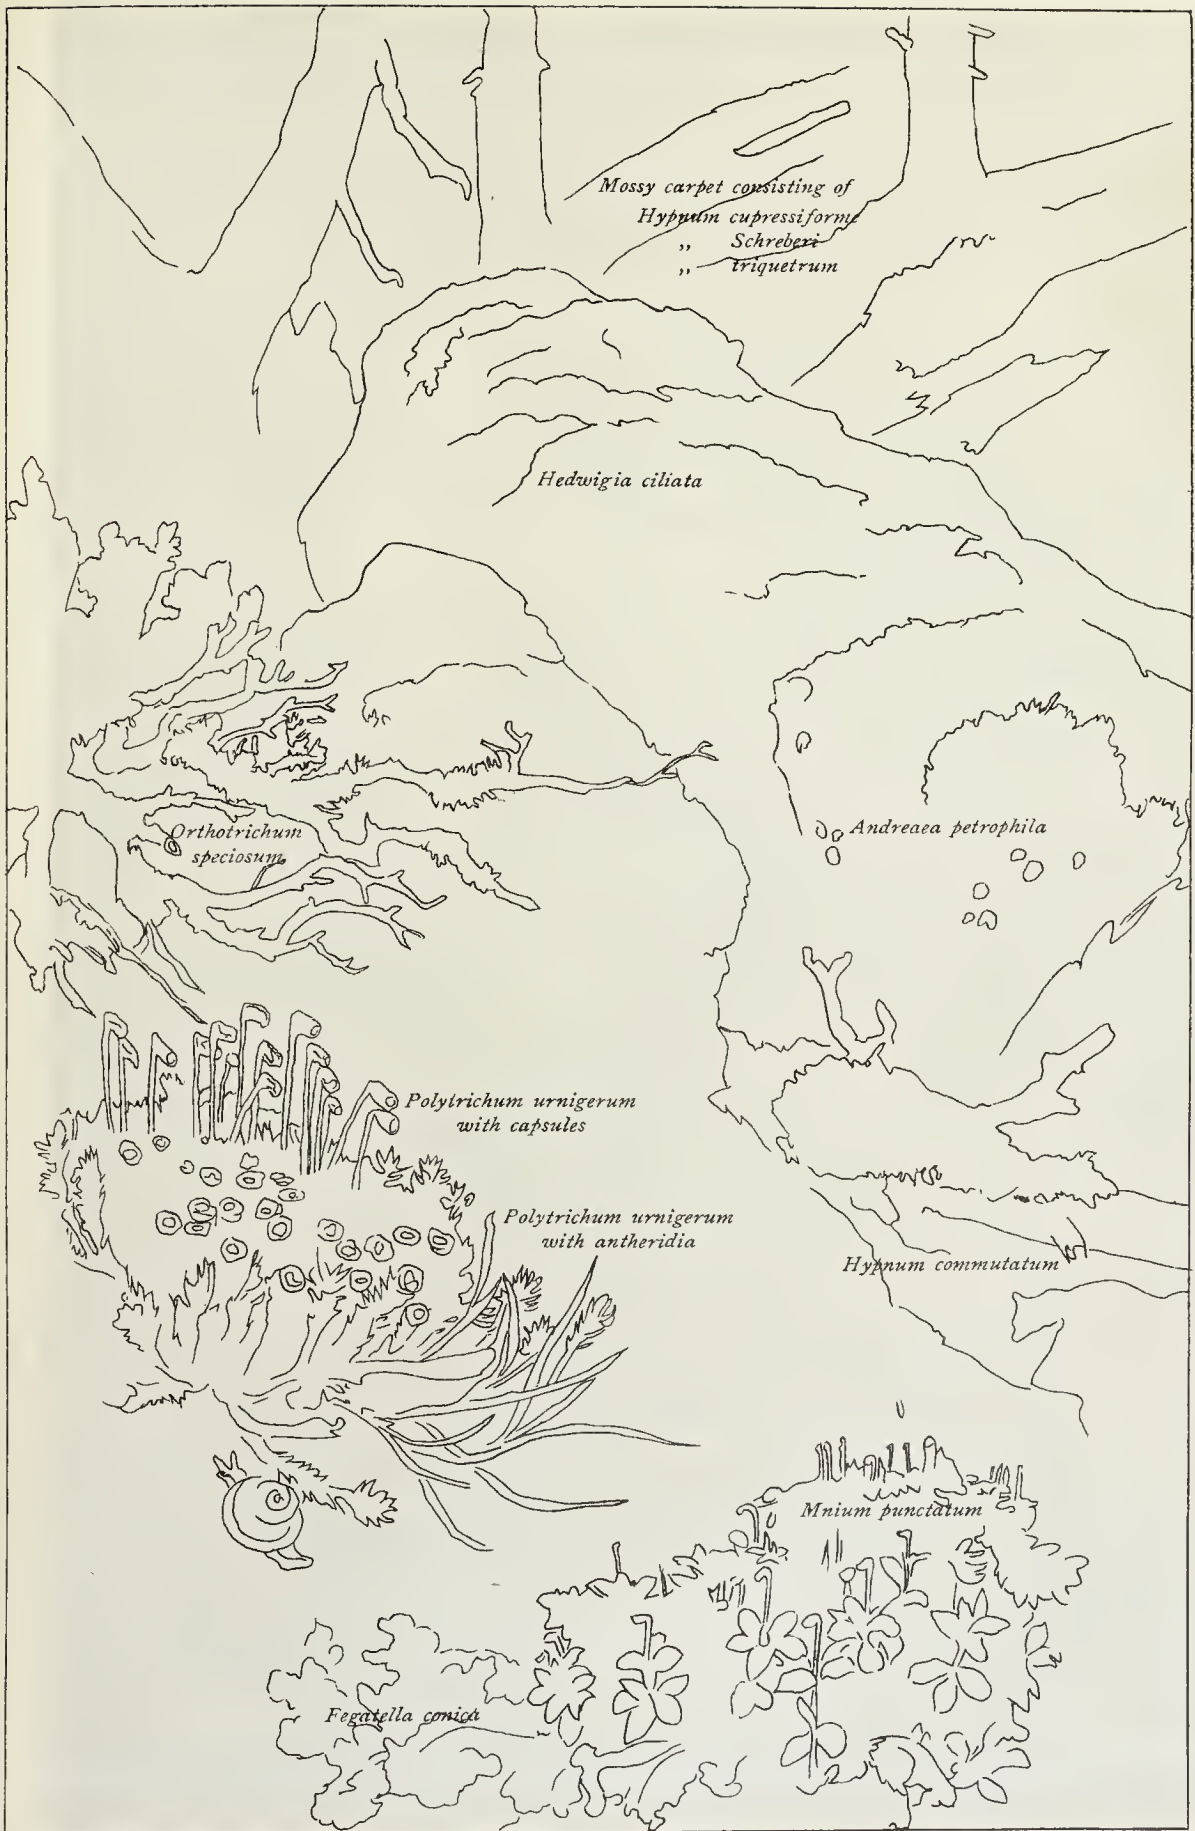 Mossy carpet consisting of
Hypnum cupressiforme
„ Schreberi
„ triquetrum
Hedwigia ciliata
Orthotrichum
speciosum
Andreaea petrophila
Polytrichum urnigerum
with capsules
Polytrichum urnigerum
with antheridia
Hypnum commutatum
Mnium punctatum
Fegatella conica